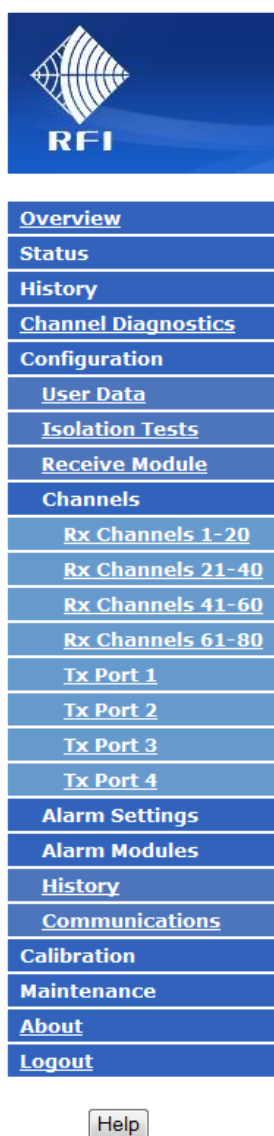 RFI
Overview
Status
History
Channel Diagnostics
Configuration
User Data
Isolation Tests
Receive Module
Channels
Rx Channels 1-20
Rx Channels 21-40
Rx Channels 41-60
Rx Channels 61-80
Tx Port 1
Tx Port 2
Tx Port 3
Tx Port 4
Alarm Settings
Alarm Modules
History
Communications
Calibration
Maintenance
About
Logout
Help